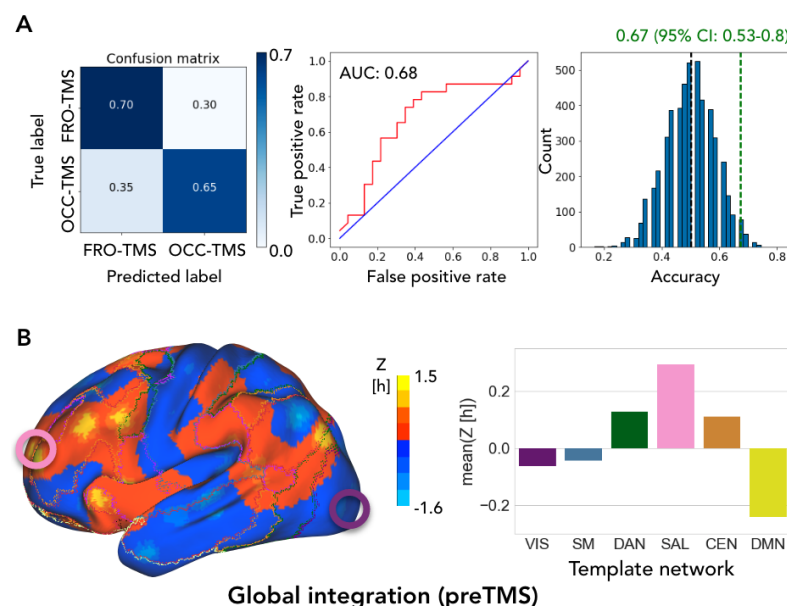 A
Confusion matrix
True label
FRO-TMS
OCC-TMS
0.70
0.30
0.35
0.65
FRO-TMS OCC-TMS
Predicted label
0.7
0.0
AUC: 0.68
True positive rate
1.0
0.8
0.6
0.4
0.2
0.0
0.0 0.2 0.4 0.6 0.8 1.0
False positive rate
0.67 (95% CI: 0.53-0.8)
Count
500
400
300
200
100
0
0.2 0.4 0.6 0.8
Accuracy
B
Z
[h]
1.5
-1.6
mean(Z [h])
0.2
0.0
−0.2
VIS SM DAN SAL CEN DMN
Template network
Global integration (preTMS)